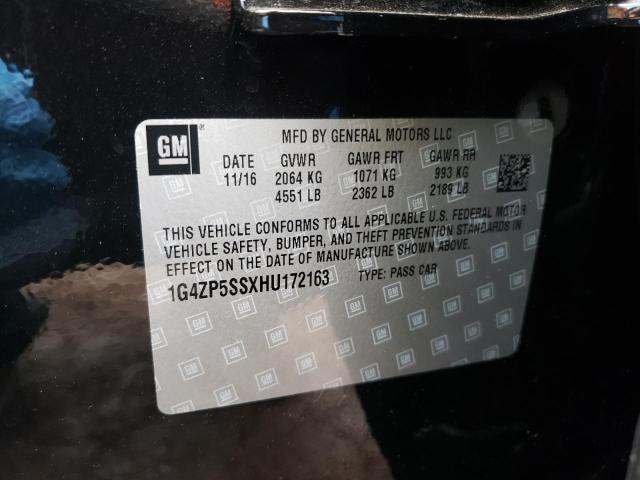 GM
MFD BY GENERAL MOTORS LLC
DATE GVWR GAWR FRT GAWR RR
11/16 2064 KG 1071 KG 993 KG
4551 LB 2362 LB 2189 LB
THIS VEHICLE CONFORMS TO ALL APPLICABLE U.S. FEDERAL MOTOR
VEHICLE SAFETY, BUMPER, AND THEFT PREVENTION STANDARDS IN
EFFECT ON THE DATE OF MANUFACTURE SHOWN ABOVE.
1G4ZP5SSXHU172163 TYPE: PASS CAR